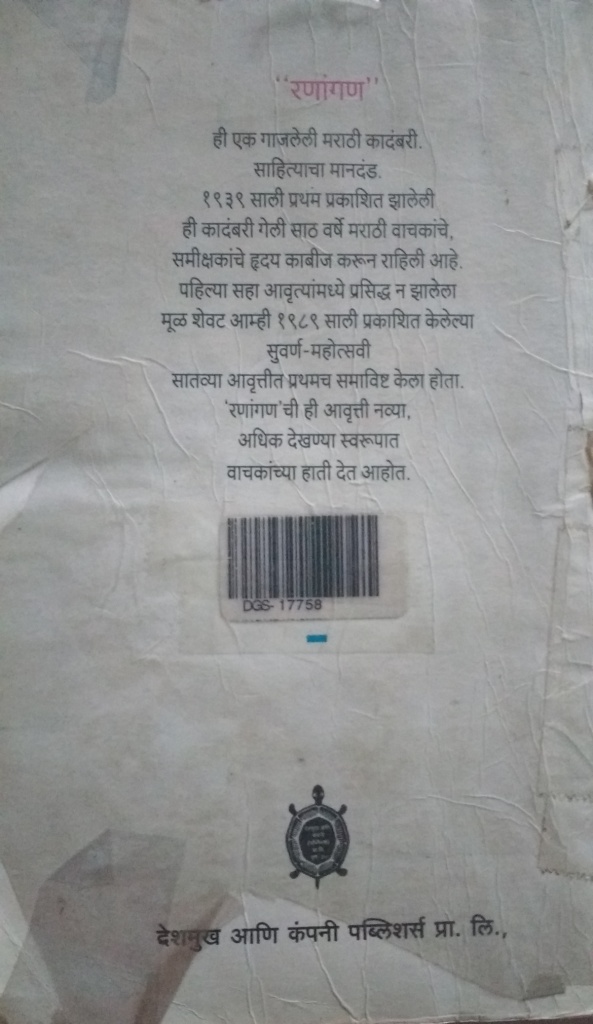 “रणांगण”
ही एक गाजलेली मराठी कादंबरी.
साहित्याचा मानदंड.
१९३९ साली प्रथम प्रकाशित झालेली
ही कादंबरी गेली साठ वर्षे मराठी वाचकांचे,
समीक्षकांचे हृदय काबीज करून राहिली आहे.
पहिल्या सहा आवृत्यांमध्ये प्रसिद्ध न झालेला
मूळ शेवट आम्ही १९८९ साली प्रकाशित केलेल्या
सुवर्ण-महोत्सवी
सातव्या आवृत्तीत प्रथमच समाविष्ट केला होता.
‘रणांगण’ची ही आवृत्ती नव्या,
अधिक देखण्या स्वरूपात
वाचकांच्या हाती देत आहोत.
DGS-17758
देशमुख आणि कंपनी पब्लिशर्स प्रा. लि.,